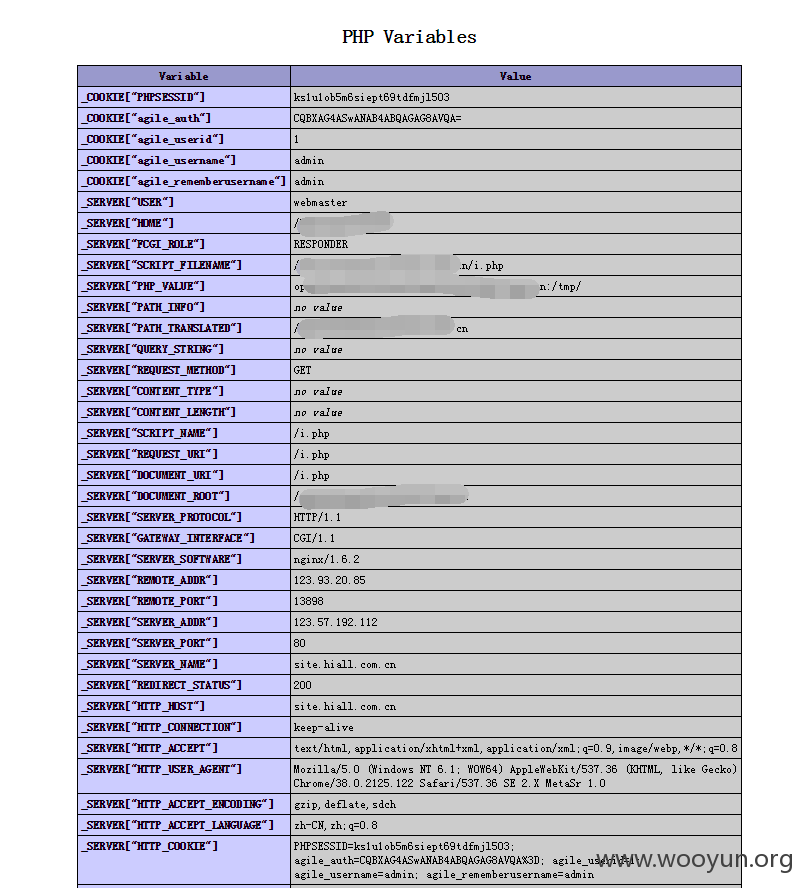 PHP Variables
Variable Value
_COOKIE["PHPSESSID"] ks1u1ob5m6siept69tdfmjl503
_COOKIE["agile_auth"] CQBXAG4ASwANAB4ABQAGAG8AVQA=
_COOKIE["agile_userid"] 1
_COOKIE["agile_username"] admin
_COOKIE["agile_rememberusername"] admin
_SERVER["USER"] webmaster
_SERVER["HOME"] /
_SERVER["FCGI_ROLE"] RESPONDER
_SERVER["SCRIPT_FILENAME"] / n/i.php
_SERVER["PHP_VALUE"] op n:/tmp/
_SERVER["PATH_INFO"] no value
_SERVER["PATH_TRANSLATED"] / cn
_SERVER["QUERY_STRING"] no value
_SERVER["REQUEST_METHOD"] GET
_SERVER["CONTENT_TYPE"] no value
_SERVER["CONTENT_LENGTH"] no value
_SERVER["SCRIPT_NAME"] /i.php
_SERVER["REQUEST_URI"] /i.php
_SERVER["DOCUMENT_URI"] /i.php
_SERVER["DOCUMENT_ROOT"] /
_SERVER["SERVER_PROTOCOL"] HTTP/1.1
_SERVER["GATEWAY_INTERFACE"] CGI/1.1
_SERVER["SERVER_SOFTWARE"] nginx/1.6.2
_SERVER["REMOTE_ADDR"] 123.93.20.85
_SERVER["REMOTE_PORT"] 13898
_SERVER["SERVER_ADDR"] 123.57.192.112
_SERVER["SERVER_PORT"] 80
_SERVER["SERVER_NAME"] site.hiall.com.cn
_SERVER["REDIRECT_STATUS"] 200
_SERVER["HTTP_HOST"] site.hiall.com.cn
_SERVER["HTTP_CONNECTION"] keep-alive
_SERVER["HTTP_ACCEPT"] text/html,application/xhtml+xml,application/xml;q=0.9,image/webp,*/*;q=0.8
_SERVER["HTTP_USER_AGENT"] Mozilla/5.0 (Windows NT 6.1; WOW64) AppleWebKit/537.36 (KHTML, like Gecko)
Chrome/38.0.2125.122 Safari/537.36 SE 2.X MetaSr 1.0
_SERVER["HTTP_ACCEPT_ENCODING"] gzip,deflate,sdch
_SERVER["HTTP_ACCEPT_LANGUAGE"] zh-CN,zh;q=0.8
_SERVER["HTTP_COOKIE"] PHPSESSID=ks1u1ob5m6siept69tdfmjl503;
agile_auth=CQBXAG4ASwANAB4ABQAGAG8AVQA%3D; agile_userid=1;
agile_username=admin; agile_rememberusername=admin
www.wooyun.org